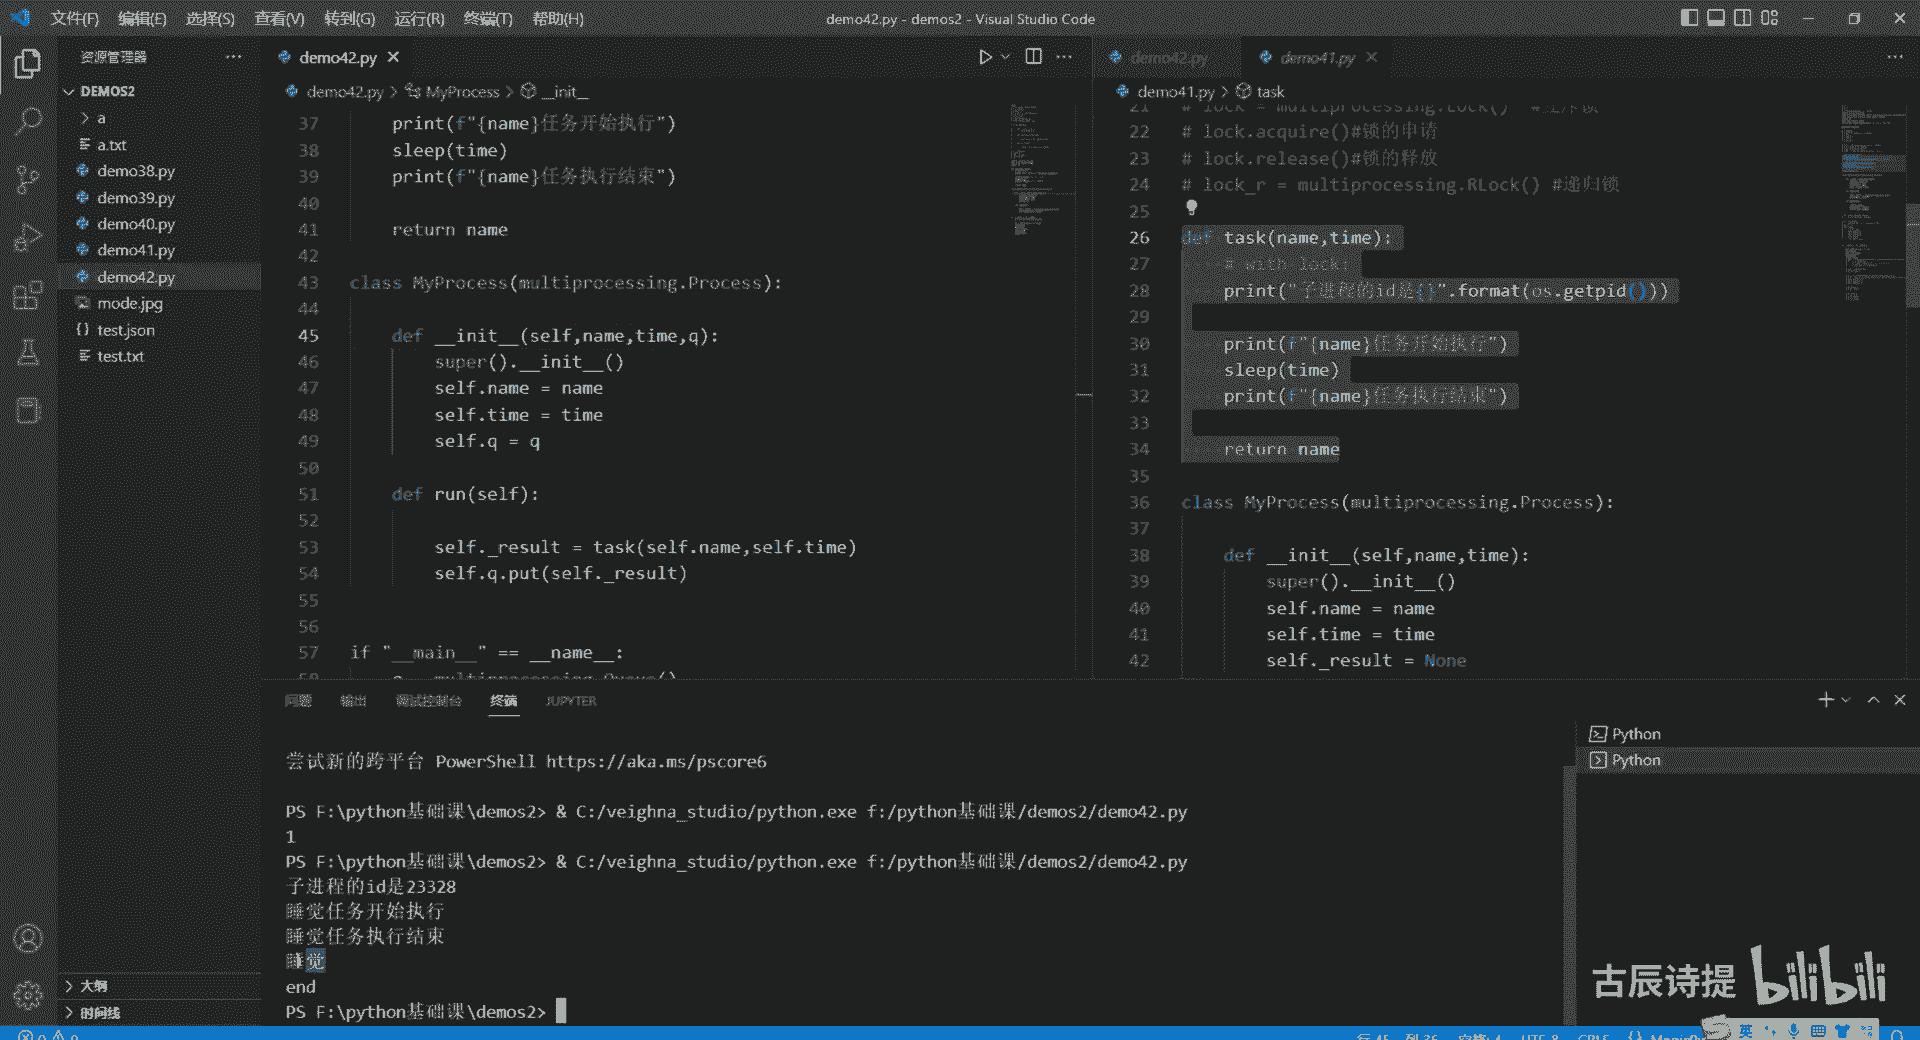 文件(F) 编辑(E) 选择(S) 查看(V) 转到(G) 运行(R) 终端(T) 帮助(H)
demo42.py - demos2 - Visual Studio Code
资源管理器
DEMOS2
a
a.txt
demo38.py
demo39.py
demo40.py
demo41.py
demo42.py
mode.jpg
test.json
test.txt
大纲
时间线
demo42.py
demo42.py > MyProcess > __init__
37 print(f"{name}任务开始执行")
38 sleep(time)
39 print(f"{name}任务执行结束")
40
41 return name
42
43 class MyProcess(multiprocessing.Process):
44
45 def __init__(self,name,time,q):
46 super().__init__()
47 self.name = name
48 self.time = time
49 self.q = q
50
51 def run(self):
52
53 self._result = task(self.name,self.time)
54 self.q.put(self._result)
55
56
57 if "__main__" == __name__:
demo42.py demo41.py
demo41.py > task
21 # lock = multiprocessing.Lock()
22 # lock.acquire()#锁的申请
23 # lock.release()#锁的释放
24 # lock_r = multiprocessing.RLock() #递归锁
25
26 def task(name,time):
27 # with lock:
28 print("子进程的id是{}".format(os.getpid()))
29
30 print(f"{name}任务开始执行")
31 sleep(time)
32 print(f"{name}任务执行结束")
33
34 return name
35
36 class MyProcess(multiprocessing.Process):
37
38 def __init__(self,name,time):
39 super().__init__()
40 self.name = name
41 self.time = time
42 self._result = None
问题 输出 调试控制台 终端 JUPYTER
尝试新的跨平台 PowerShell https://aka.ms/pscore6
PS F:\python基础课\demos2> & C:/veighna_studio/python.exe f:/python基础课/demos2/demo42.py
1
PS F:\python基础课\demos2> & C:/veighna_studio/python.exe f:/python基础课/demos2/demo42.py
子进程的id是23328
睡觉任务开始执行
睡觉任务执行结束
睡觉
end
PS F:\python基础课\demos2>
Python
Python
古辰诗提 bilibili
英